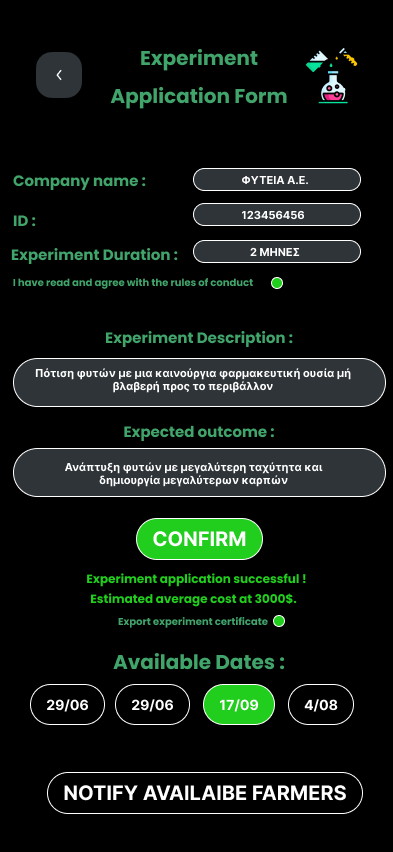 Experiment
Application Form
Company name :
ΦΥΤΕΙΑ Α.Ε.
ID :
123456456
Experiment Duration :
2 ΜΗΝΕΣ
I have read and agree with the rules of conduct
Experiment Description :
Πότιση φυτών με μια καινούργια φαρμακευτική ουσία μή
βλαβερή προς το περιβάλλον
Expected outcome :
Ανάπτυξη φυτών με μεγαλύτερη ταχύτητα και
δημιουργία μεγαλύτερων καρπών
CONFIRM
Experiment application successful !
Estimated average cost at 3000$.
Export experiment certificate
Available Dates :
29/06 29/06 17/09 4/08
NOTIFY AVAILAIBE FARMERS